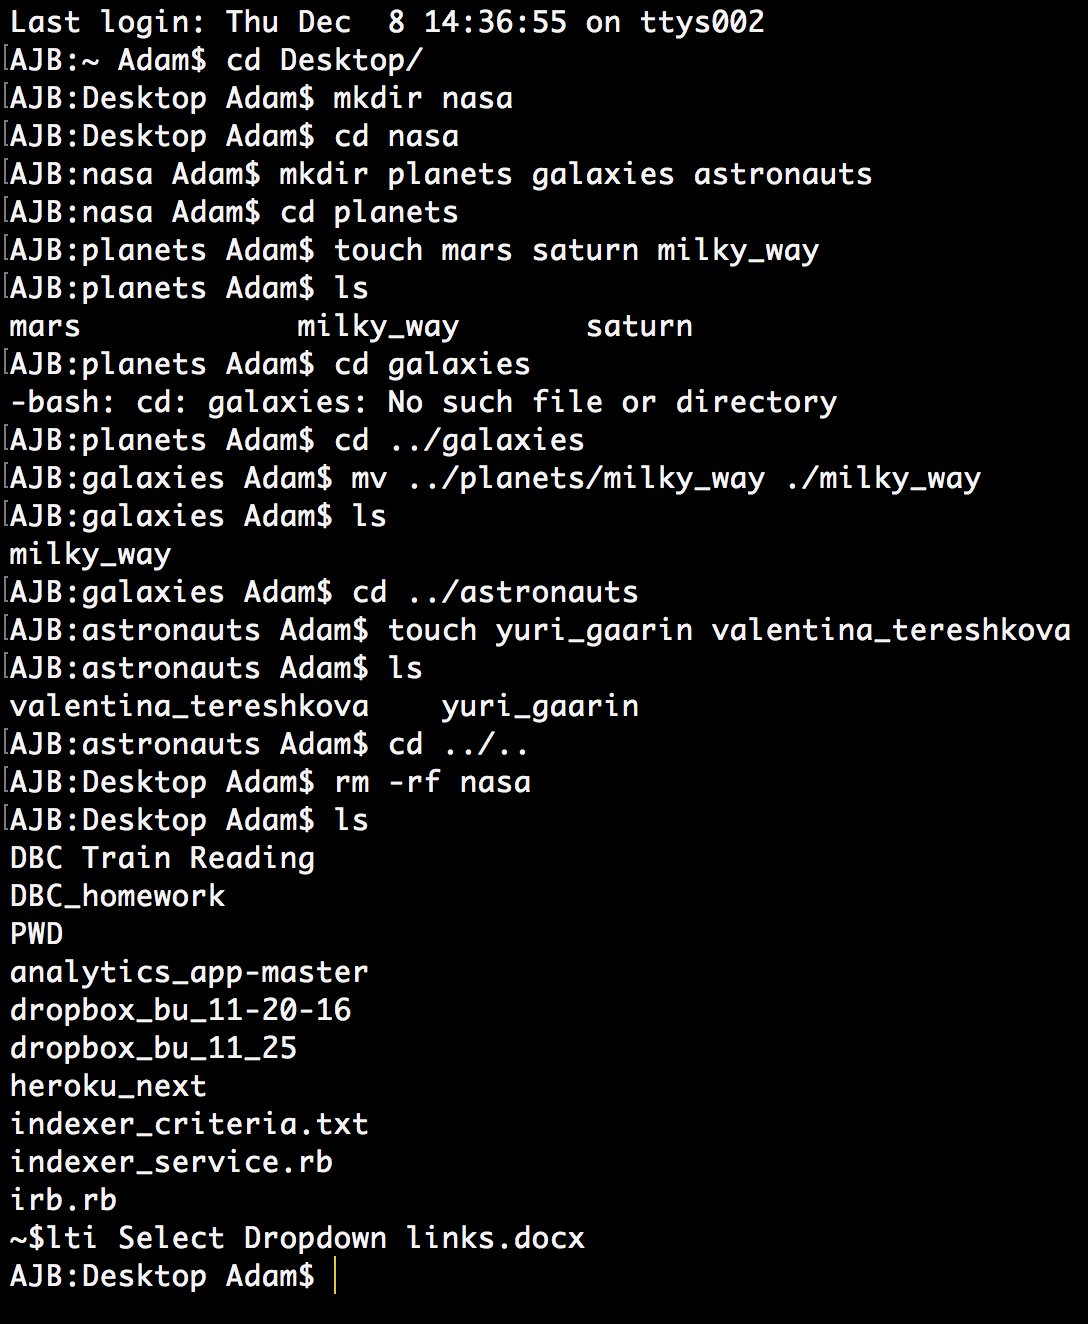 Last login: Thu Dec  8 14:36:55 on ttys002
[AJB:~ Adam$ cd Desktop/
[AJB:Desktop Adam$ mkdir nasa
[AJB:Desktop Adam$ cd nasa
[AJB:nasa Adam$ mkdir planets galaxies astronauts
[AJB:nasa Adam$ cd planets
[AJB:planets Adam$ touch mars saturn milky_way
[AJB:planets Adam$ ls
mars            milky_way       saturn
[AJB:planets Adam$ cd galaxies
-bash: cd: galaxies: No such file or directory
[AJB:planets Adam$ cd ../galaxies
[AJB:galaxies Adam$ mv ../planets/milky_way ./milky_way
[AJB:galaxies Adam$ ls
milky_way
[AJB:galaxies Adam$ cd ../astronauts
[AJB:astronauts Adam$ touch yuri_gaarin valentina_tereshkova
[AJB:astronauts Adam$ ls
valentina_tereshkova    yuri_gaarin
[AJB:astronauts Adam$ cd ../..
[AJB:Desktop Adam$ rm -rf nasa
[AJB:Desktop Adam$ ls
DBC Train Reading
DBC_homework
PWD
analytics_app-master
dropbox_bu_11-20-16
dropbox_bu_11_25
heroku_next
indexer_criteria.txt
indexer_service.rb
irb.rb
~$lti Select Dropdown links.docx
AJB:Desktop Adam$